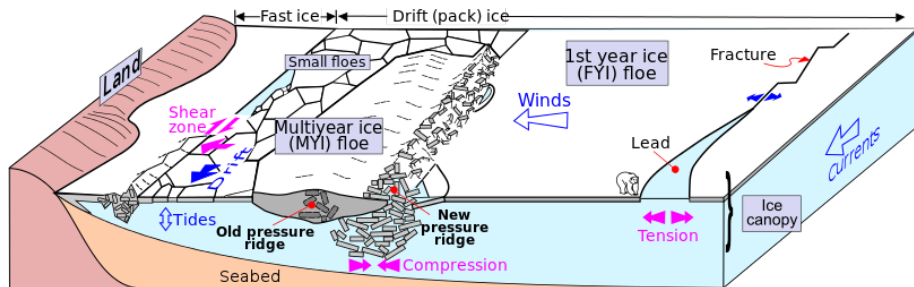 Fast ice
Drift (pack) ice
Land
Small floes
1st year ice
(FYI) floe
Fracture
Shear
zone
Winds
Multiyear ice
(MYI) floe
Drift
Lead
currents
Tides
Old pressure
ridge
New
pressure
ridge
Ice
canopy
Tension
Compression
Seabed